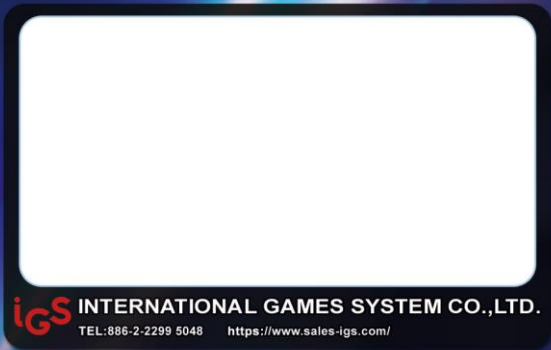 iGS INTERNATIONAL GAMES SYSTEM CO.,LTD.
TEL:886-2-2299 5048 https://www.sales-igs.com/